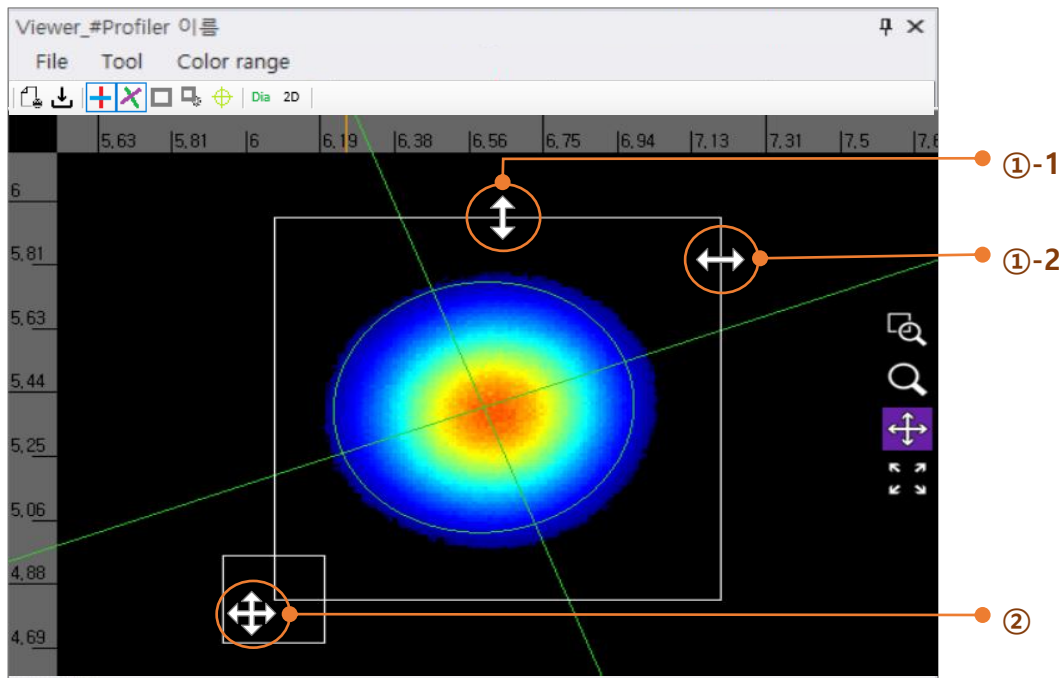 Viewer_#Profiler 이름
File Tool Color range
Dia 2D
5,63 5,81 6 6,19 6,38 6,56 6,75 6,94 7,13 7,31 7,5
①-1
6
5,81
①-2
5,63
5,44
5,25
5,06
4,88
②
4,69